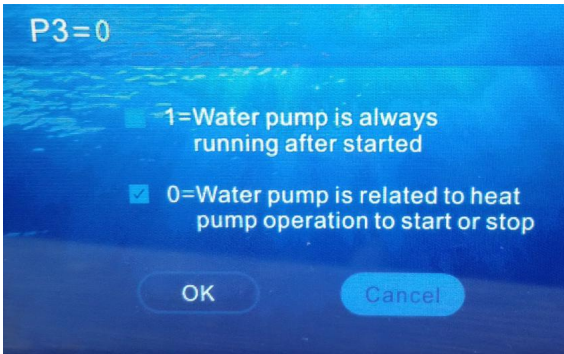 P3=0
1=Water pump is always
running after started
0=Water pump is related to heat
pump operation to start or stop
OK
Cancel